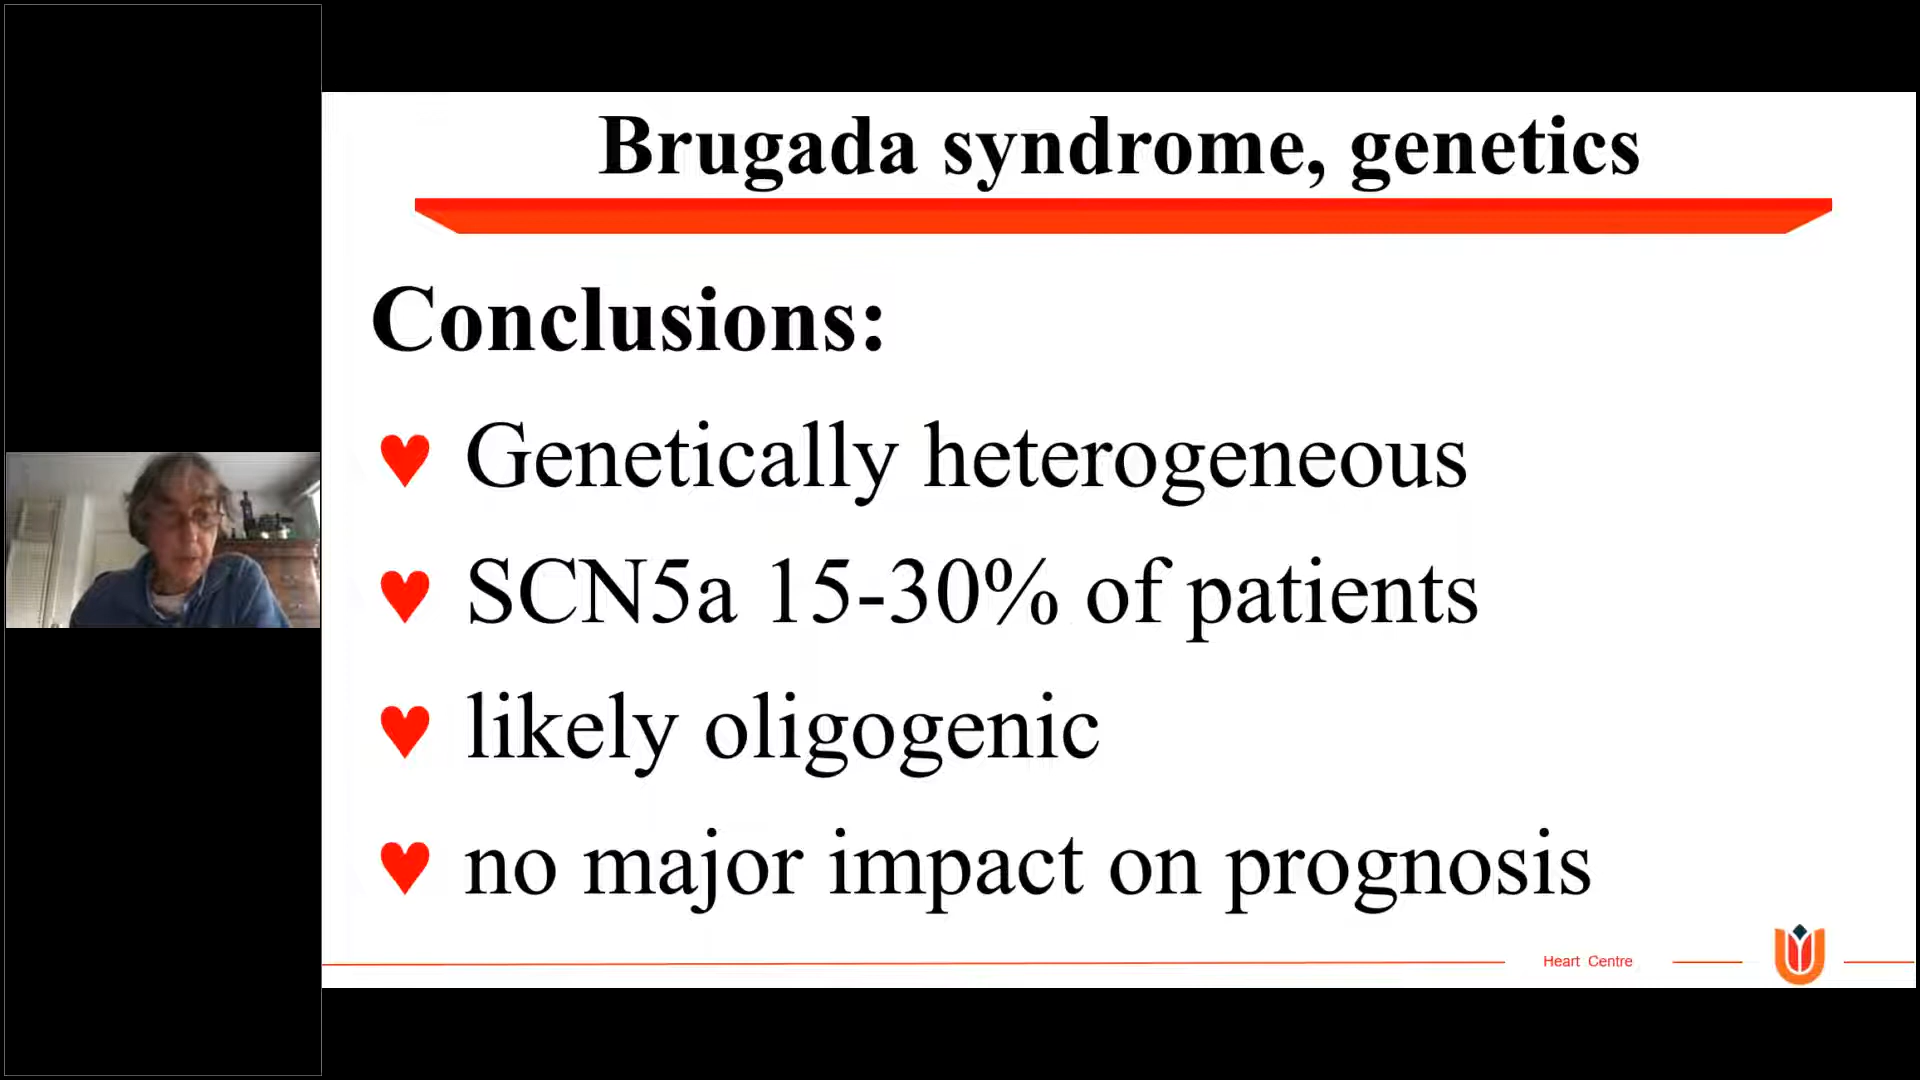 Brugada syndrome, genetics
Conclusions:
♥ Genetically heterogeneous
♥ SCN5a 15-30% of patients
♥ likely oligogenic
♥ no major impact on prognosis
Heart Centre